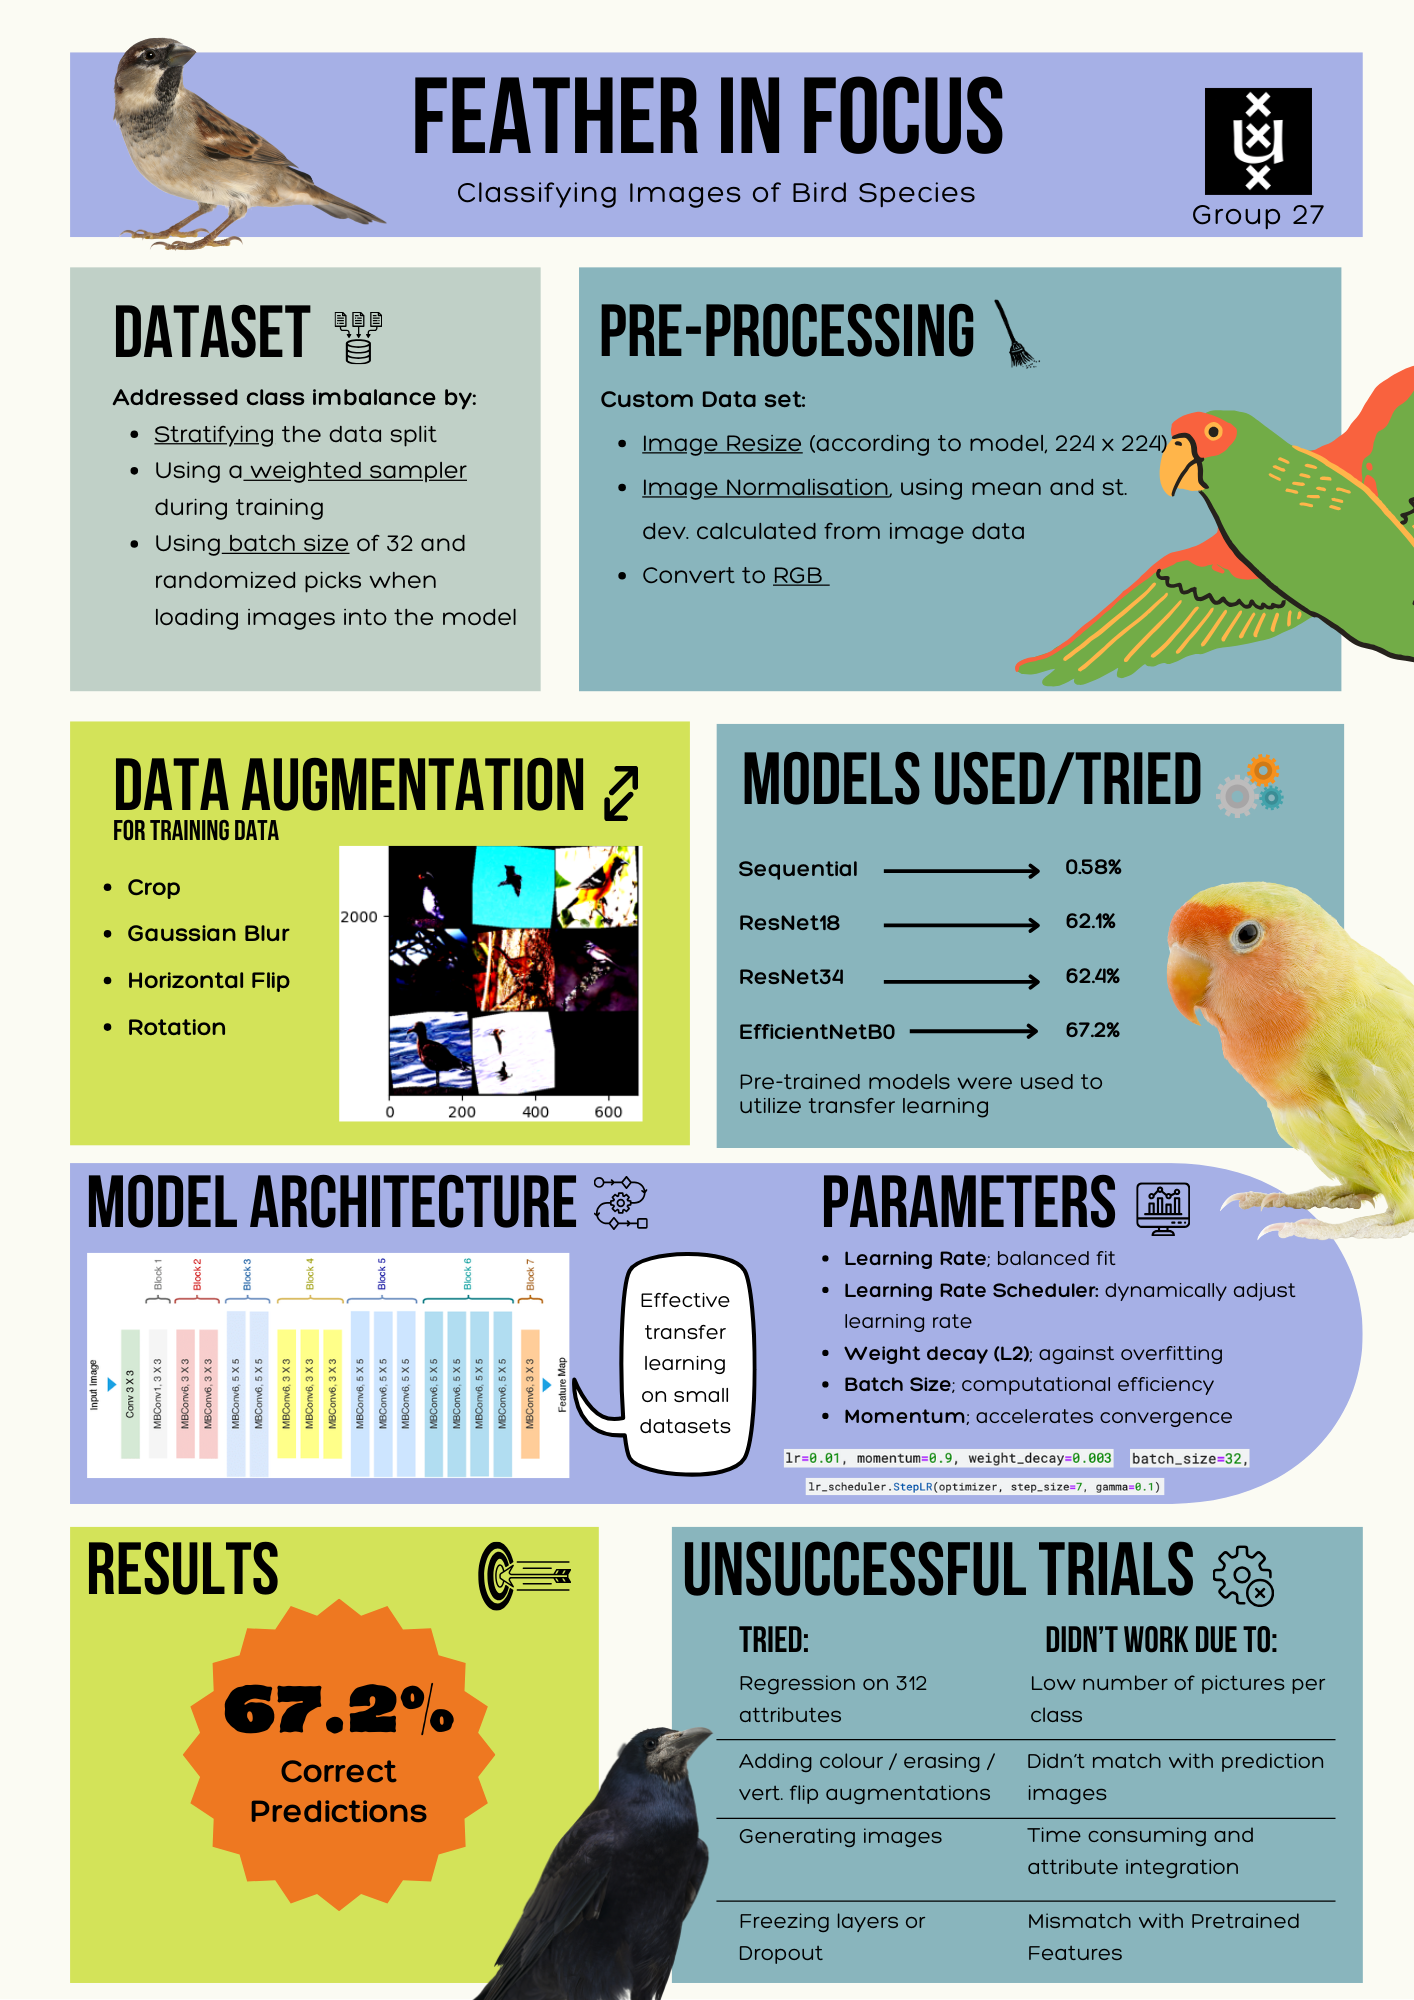 FEATHER IN FOCUS
Classifying Images of Bird Species
U
Group 27
DATASET
Addressed class imbalance by:
• Stratifying the data split
• Using a weighted sampler
during training
• Using batch size of 32 and
randomized picks when
loading images into the model
PRE-PROCESSING
Custom Data set:
• Image Resize (according to model, 224 x 224)
• Image Normalisation, using mean and st.
dev. calculated from image data
• Convert to RGB
DATA AUGMENTATION
FOR TRAINING DATA
• Crop
• Gaussian Blur
• Horizontal Flip
• Rotation
2000
0 200 400 600
MODELS USED/TRIED
Sequential 0.58%
ResNet18 62.1%
ResNet34 62.4%
EfficientNetB0 67.2%
Pre-trained models were used to
utilize transfer learning
MODEL ARCHITECTURE
Block 1
Block 2
Block 3
Block 4
Block 5
Block 6
Block 7
Input Image
Conv 3 X 3
MBConv1, 3 X 3
MBConv6, 3 X 3
MBConv6, 3 X 3
MBConv6, 5 X 5
MBConv6, 5 X 5
MBConv6, 3 X 3
MBConv6, 3 X 3
MBConv6, 3 X 3
MBConv6, 5 X 5
MBConv6, 5 X 5
MBConv6, 5 X 5
MBConv6, 5 X 5
MBConv6, 5 X 5
MBConv6, 5 X 5
MBConv6, 5 X 5
MBConv6, 3 X 3
Feature Map
Effective
transfer
learning
on small
datasets
PARAMETERS
• Learning Rate; balanced fit
• Learning Rate Scheduler: dynamically adjust
learning rate
• Weight decay (L2); against overfitting
• Batch Size; computational efficiency
• Momentum; accelerates convergence
lr=0.01, momentum=0.9, weight_decay=0.003 batch_size=32,
lr_scheduler.StepLR(optimizer, step_size=7, gamma=0.1)
RESULTS
67.2%
Correct
Predictions
UNSUCCESSFUL TRIALS
TRIED:
DIDN'T WORK DUE TO:
Regression on 312
attributes
Low number of pictures per
class
Adding colour / erasing /
vert. flip augmentations
Didn't match with prediction
images
Generating images
Time consuming and
attribute integration
Freezing layers or
Dropout
Mismatch with Pretrained
Features